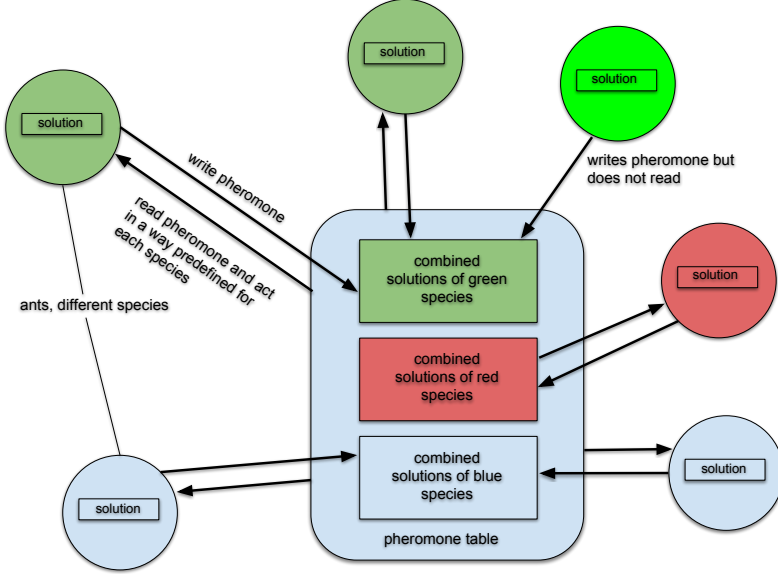 solution
solution
solution
write pheromone
writes pheromone but
does not read
read pheromone and act
in a way predefined for
each species
combined
solutions of green
species
solution
ants, different species
combined
solutions of red
species
combined
solutions of blue
species
solution
solution
pheromone table